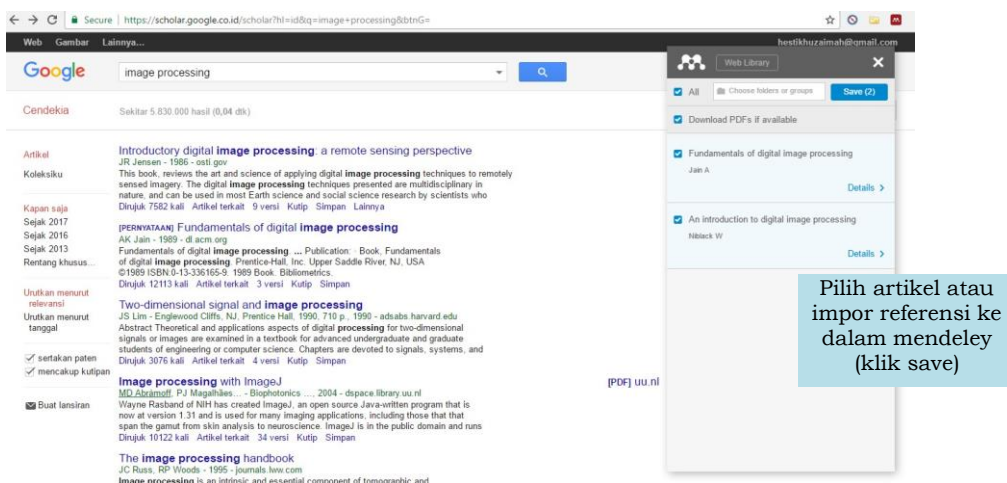 Secure | https://scholar.google.co.id/scholar?hl=id&q=image+processing&btnG=
Web Gambar Lainnya...
hestikhuzaimah@gmail.com
Google
image processing
Cendekia
Sekitar 5.830.000 hasil (0,04 dtk)
Artikel
Koleksiku
Kapan saja
Sejak 2017
Sejak 2016
Sejak 2013
Rentang khusus...
Urutkan menurut
relevansi
Urutkan menurut
tanggal
sertakan paten
mencakup kutipan
Buat lansiran
Introductory digital image processing: a remote sensing perspective
JR Jensen - 1986 - osti.gov
This book, reviews the art and science of applying digital image processing techniques to remotely
sensed imagery. The digital image processing techniques presented are multidisciplinary in
nature, and can be used in most Earth science and social science research by scientists who
Dirujuk 7582 kali Artikel terkait 9 versi Kutip Simpan Lainnya
[PERNYATAAN] Fundamentals of digital image processing
AK Jain - 1989 - dl.acm.org
Fundamentals of digital image processing. ... Publication: · Book, Fundamentals
of digital image processing. Prentice-Hall, Inc. Upper Saddle River, NJ, USA
©1989 ISBN:0-13-336165-9. 1989 Book. Bibliometrics.
Dirujuk 12113 kali Artikel terkait 3 versi Kutip Simpan
Two-dimensional signal and image processing
JS Lim - Englewood Cliffs, NJ, Prentice Hall, 1990, 710 p., 1990 - adsabs.harvard.edu
Abstract Theoretical and applications aspects of digital processing for two-dimensional
signals or images are examined in a textbook for advanced undergraduate and graduate
students of engineering or computer science. Chapters are devoted to signals, systems, and
Dirujuk 3076 kali Artikel terkait 4 versi Kutip Simpan
Image processing with ImageJ
[PDF] uu.nl
MD Abràmoff, PJ Magalhães... - Biophotonics ..., 2004 - dspace.library.uu.nl
Wayne Rasband of NIH has created ImageJ, an open source Java-written program that is
now at version 1.31 and is used for many imaging applications, including those that that
span the gamut from skin analysis to neuroscience. ImageJ is in the public domain and runs
Dirujuk 10122 kali Artikel terkait 34 versi Kutip Simpan
The image processing handbook
JC Russ, RP Woods - 1995 - journals.lww.com
Image processing is an intrinsic and essential component of tomographic and
Web Library
All
Choose folders or groups
Save (2)
Download PDFs if available
Fundamentals of digital image processing
Jain A
Details >
An introduction to digital image processing
Niblack W
Details >
Pilih artikel atau
impor referensi ke
dalam mendeley
(klik save)